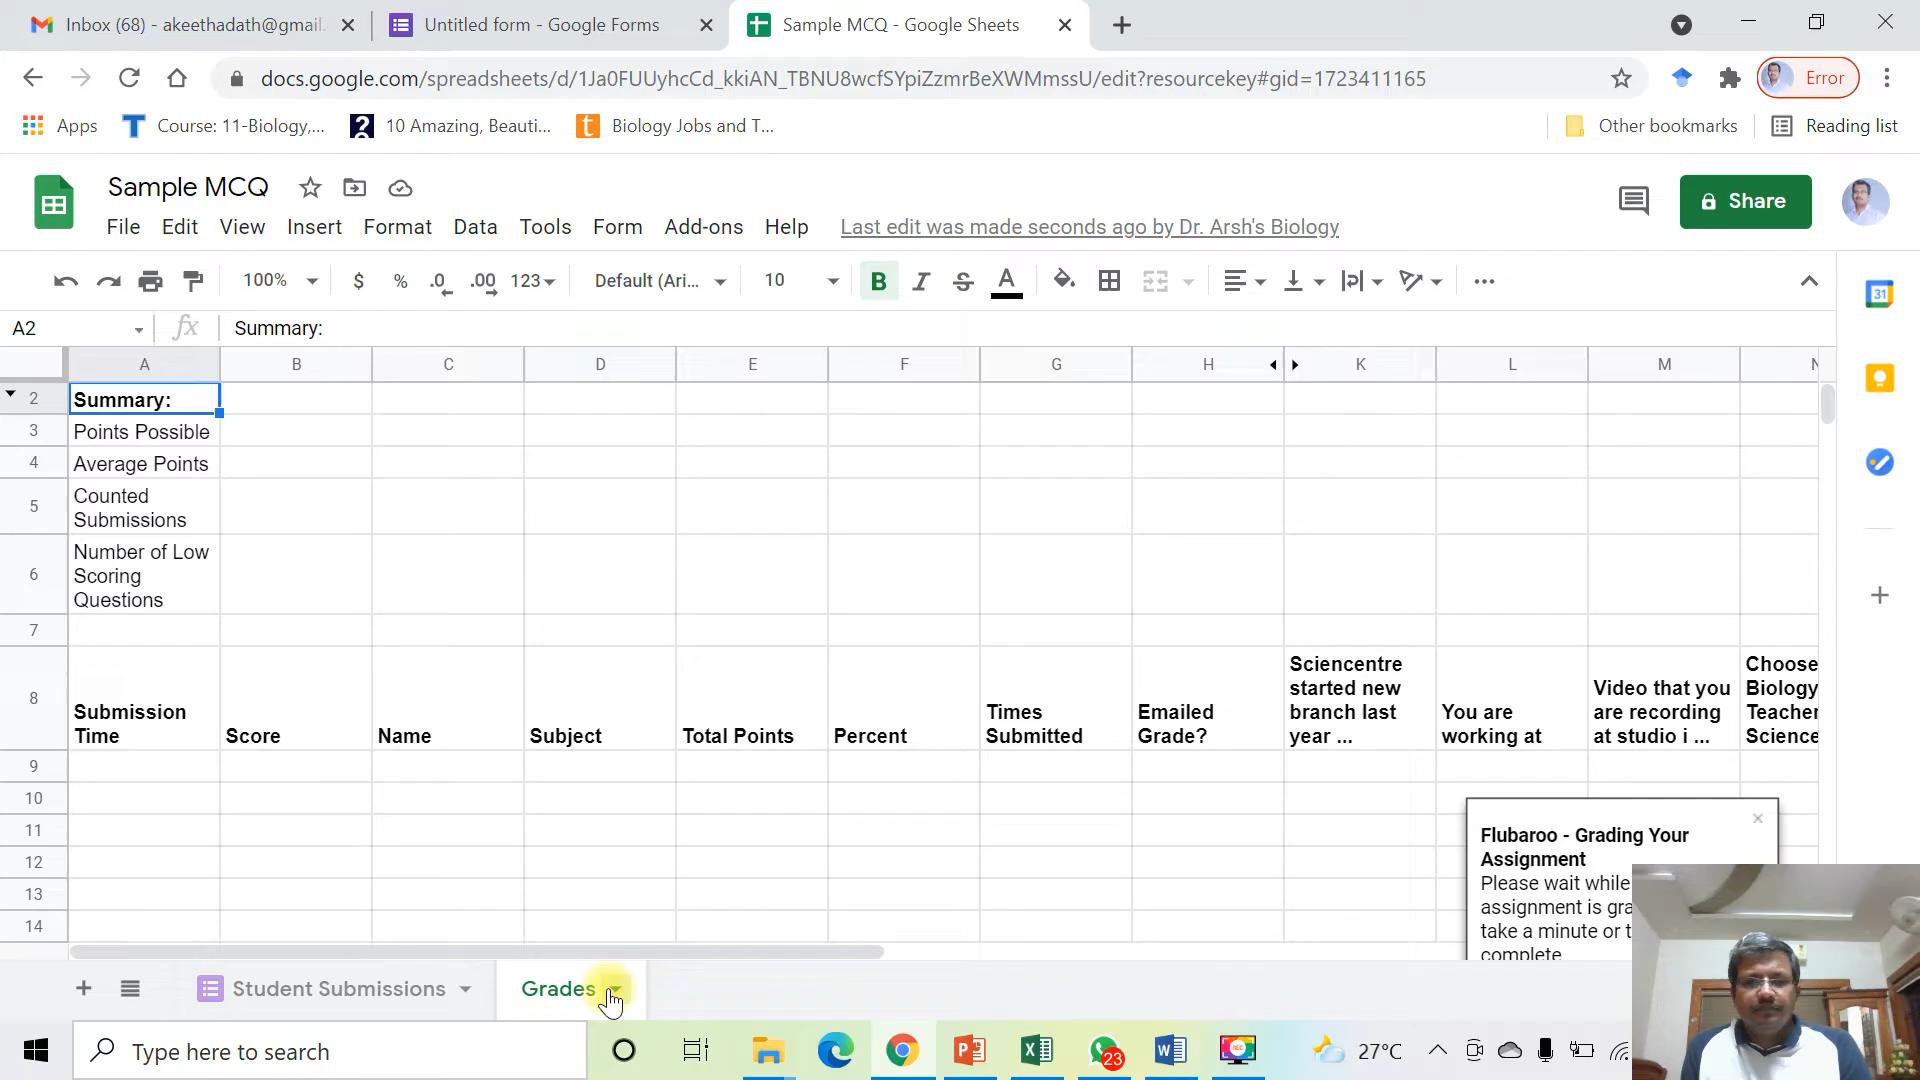 Inbox (68) - akeethadath@gmail.
Untitled form - Google Forms
Sample MCQ - Google Sheets
docs.google.com/spreadsheets/d/1Ja0FUUyhcCd_kkiAN_TBNU8wcfSYpiZzmrBeXWMmssU/edit?resourcekey#gid=1723411165
Error
Apps
Course: 11-Biology,...
10 Amazing, Beauti...
Biology Jobs and T...
Other bookmarks
Reading list
Sample MCQ
Share
File Edit View Insert Format Data Tools Form Add-ons Help Last edit was made seconds ago by Dr. Arsh's Biology
100% $ % .0 .00 123 Default (Ari... 10 B I S A
31
A2 fx Summary:
A B C D E F G H K L M N
2 Summary:
3 Points Possible
4 Average Points
5 Counted
Submissions
6 Number of Low
Scoring
Questions
7
8 Submission
Time
Score
Name
Subject
Total Points
Percent
Times
Submitted
Emailed
Grade?
Sciencentre
started new
branch last
year ...
You are
working at
Video that you
are recording
at studio i ...
Choose
Biology
Teacher
Science
9
10
11
12
13
14
Flubaroo - Grading Your
Assignment
Please wait while
assignment is gra
take a minute or t
complete
Student Submissions
Grades
Type here to search
23
REC
27°C